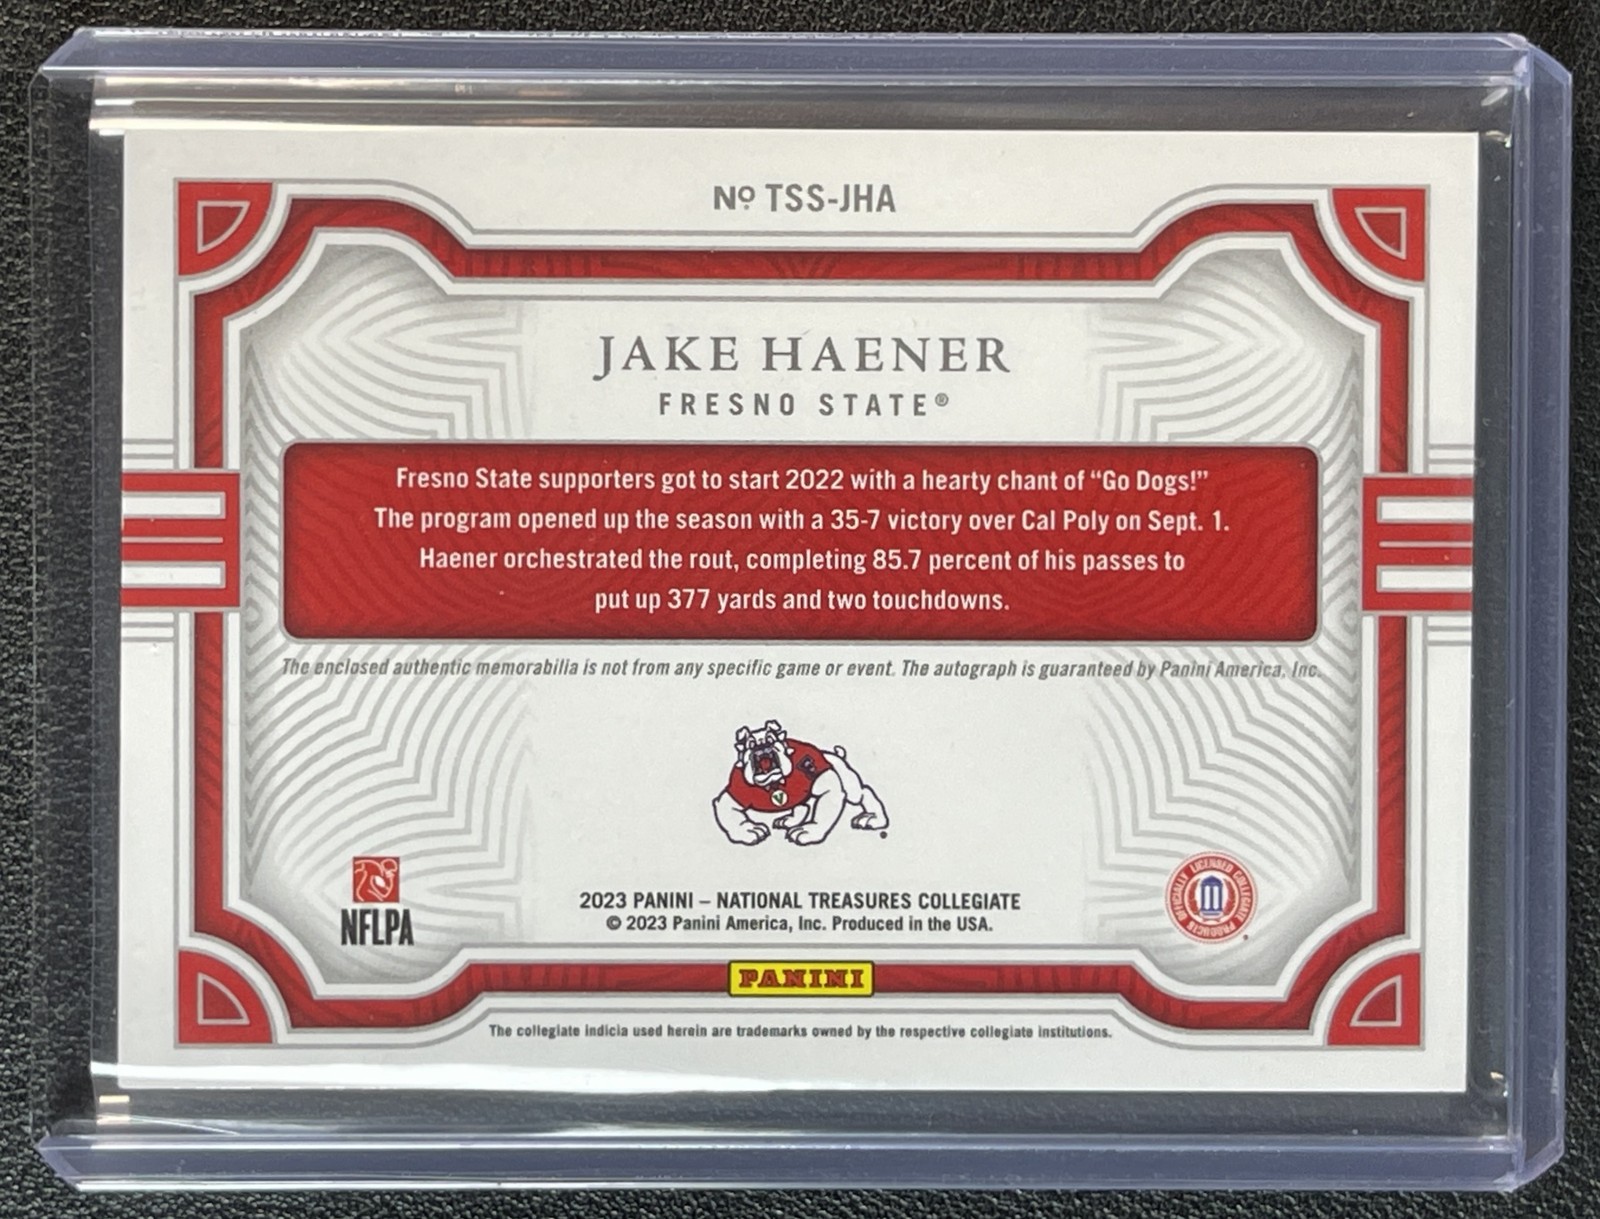 Nº TSS-JHA
JAKE HAENER
FRESNO STATE®
Fresno State supporters got to start 2022 with a hearty chant of “Go Dogs!”
The program opened up the season with a 35-7 victory over Cal Poly on Sept. 1.
Haener orchestrated the rout, completing 85.7 percent of his passes to
put up 377 yards and two touchdowns.
The enclosed authentic memorabilia is not from any specific game or event. The autograph is guaranteed by Panini America, Inc.
V
NFLPA
2023 PANINI – NATIONAL TREASURES COLLEGIATE
© 2023 Panini America, Inc. Produced in the USA.
OFFICIALLY LICENSED COLLEGIATE PRODUCTS
PANINI
The collegiate indicia used herein are trademarks owned by the respective collegiate institutions.